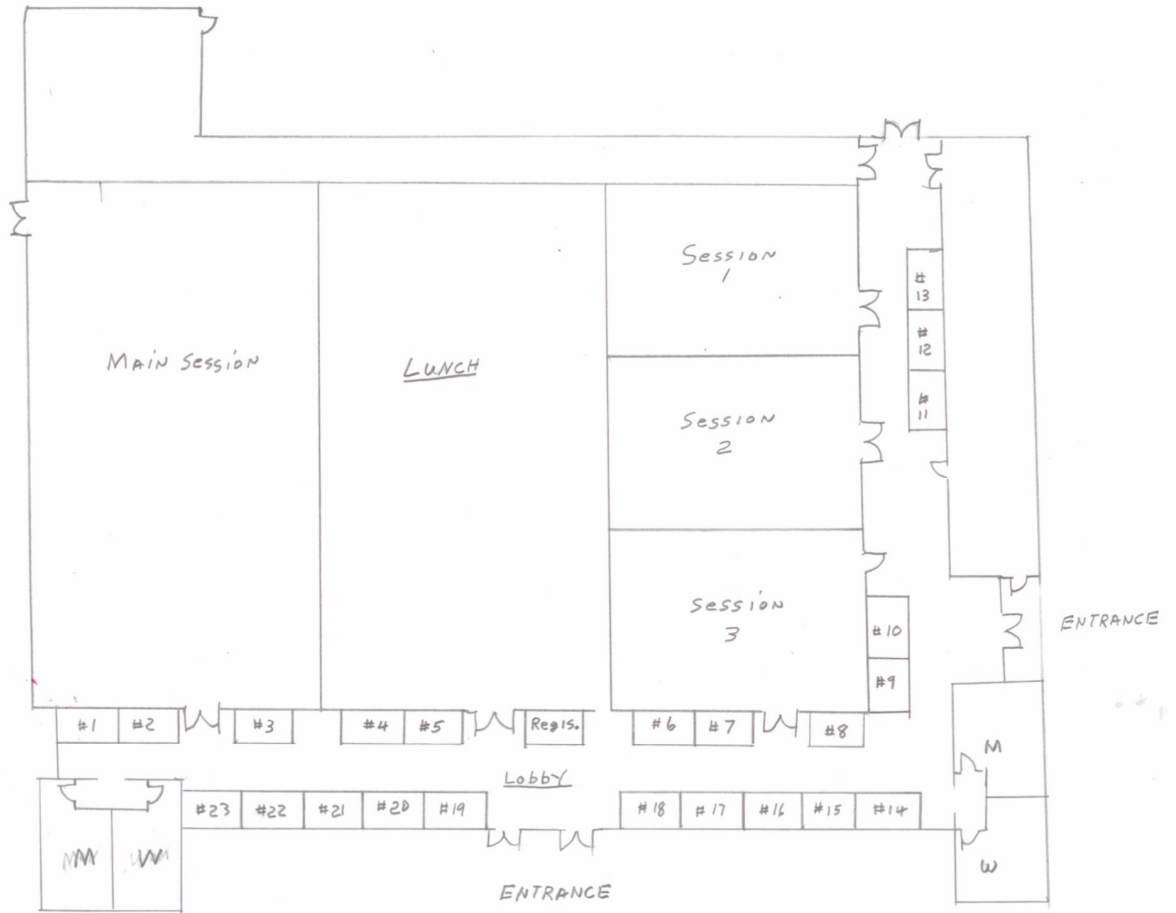 Session
1
#
13
#
12
#
11
MAIN Session
LUNCH
Session
2
Session
3
#10
#9
ENTRANCE
#1
#2
#3
#4
#5
Regis.
#6
#7
#8
M
Lobby
#23
#22
#21
#20
#19
#18
#17
#16
#15
#14
M
W
W
ENTRANCE